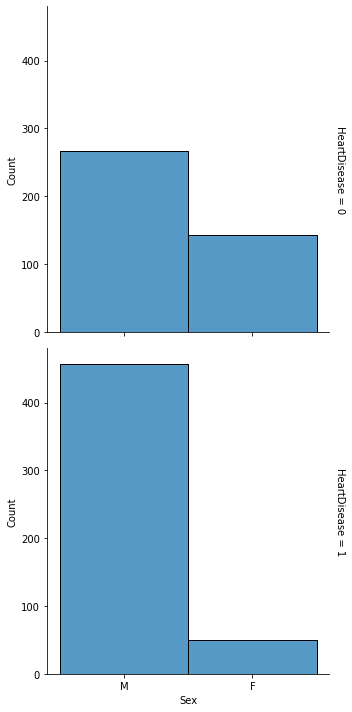 400
300
200
100
0
Count
HeartDisease = 0
400
300
200
100
0
Count
HeartDisease = 1
M F
Sex